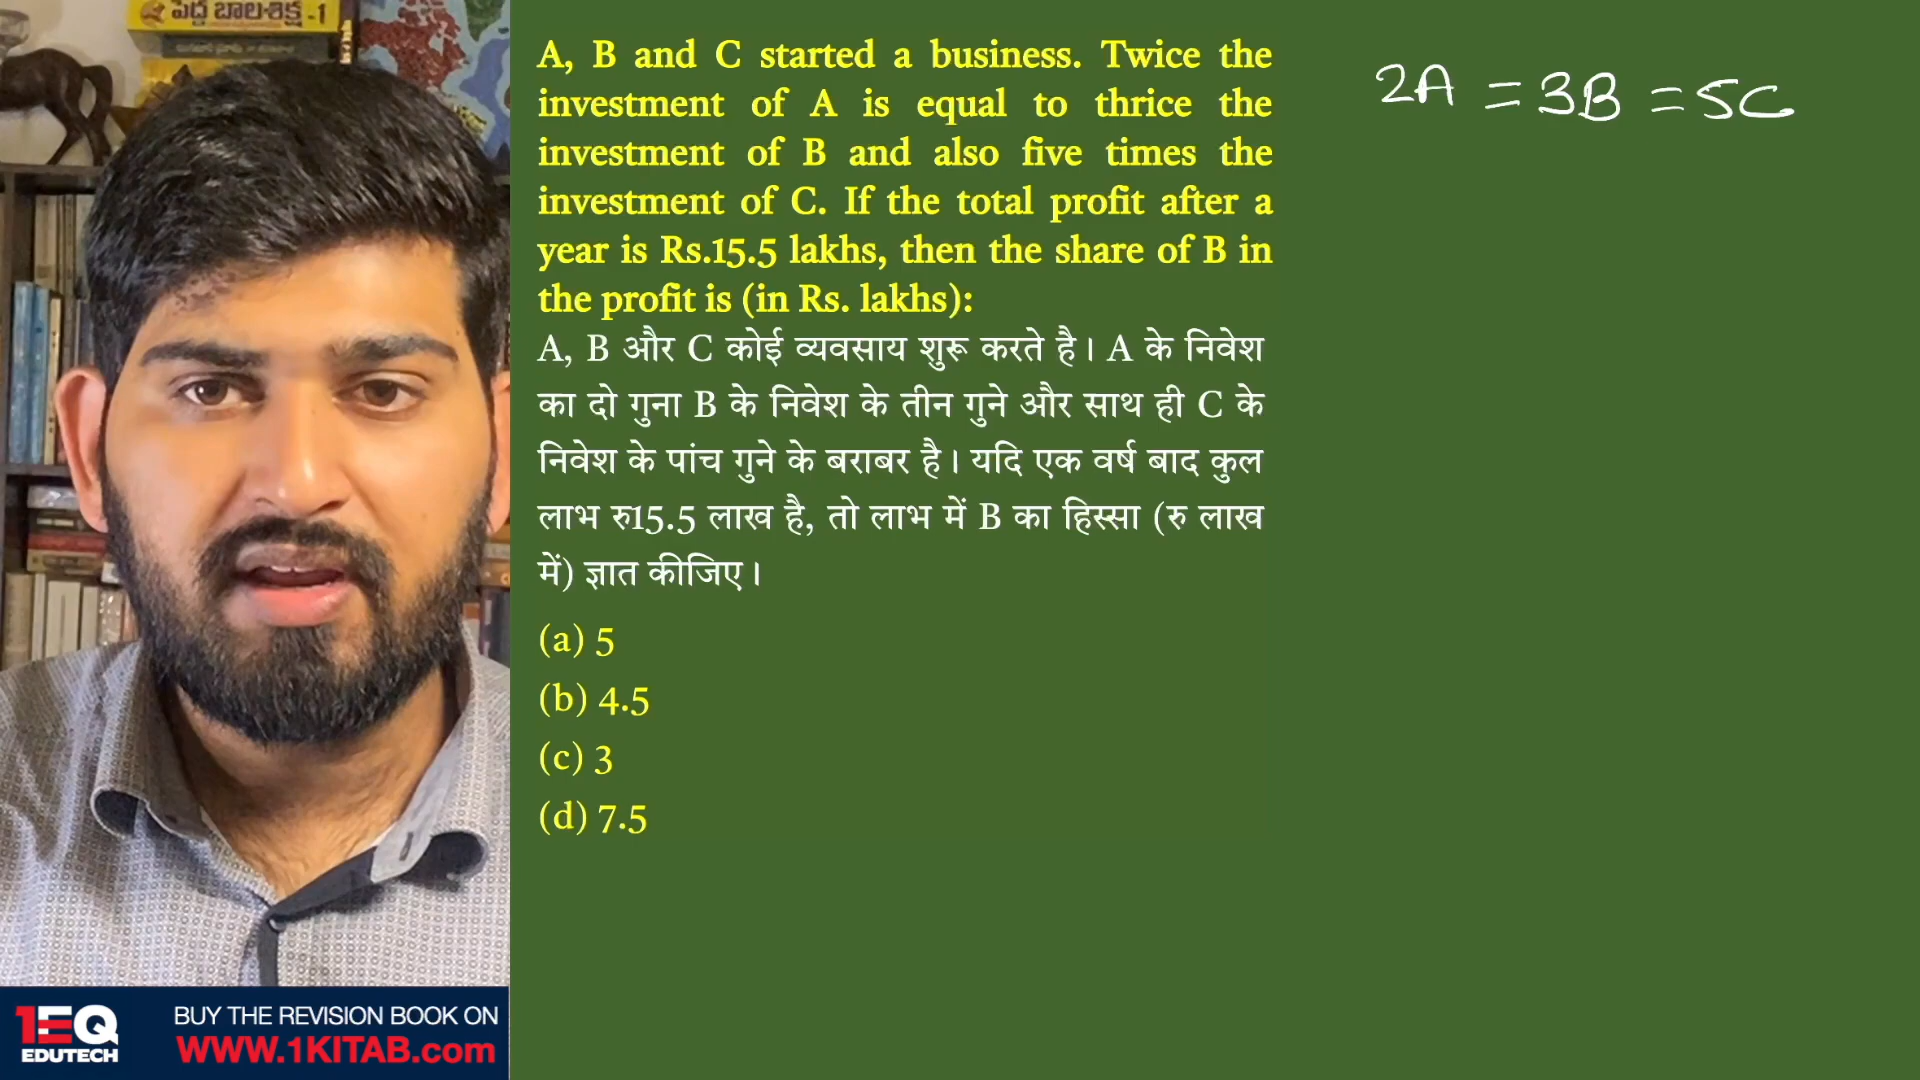 పెద్ద బాలశిక్ష -1
A, B and C started a business. Twice the
investment of A is equal to thrice the
investment of B and also five times the
investment of C. If the total profit after a
year is Rs.15.5 lakhs, then the share of B in
the profit is (in Rs. lakhs):
A, B और C कोई व्यवसाय शुरू करते है। A के निवेश
का दो गुना B के निवेश के तीन गुने और साथ ही C के
निवेश के पांच गुने के बराबर है। यदि एक वर्ष बाद कुल
लाभ रु15.5 लाख है, तो लाभ में B का हिस्सा (रु लाख
में) ज्ञात कीजिए।
(a) 5
(b) 4.5
(c) 3
(d) 7.5
2A = 3B = 5C
1EQ
EDUTECH
BUY THE REVISION BOOK ON
WWW.1KITAB.com